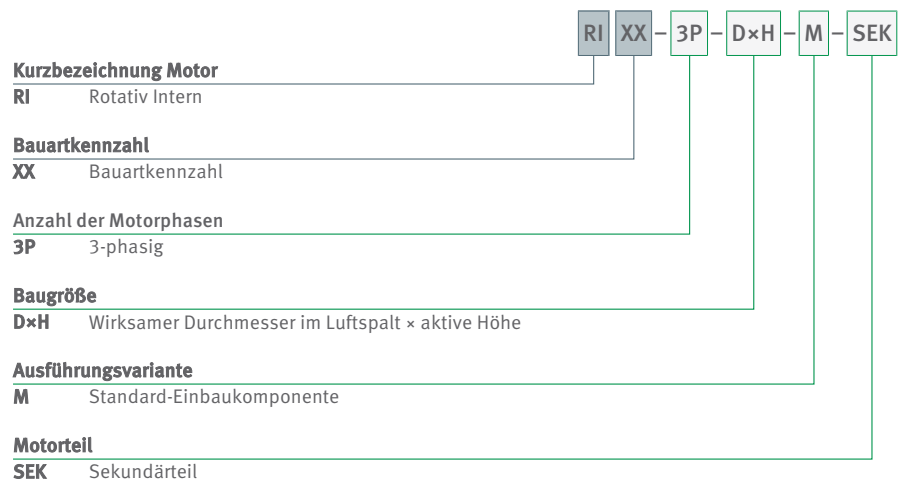 RI XX – 3P – D×H – M – SEK
Kurzbezeichnung Motor
RI Rotativ Intern
Bauartkennzahl
XX Bauartkennzahl
Anzahl der Motorphasen
3P 3-phasig
Baugröße
D×H Wirksamer Durchmesser im Luftspalt × aktive Höhe
Ausführungsvariante
M Standard-Einbaukomponente
Motorteil
SEK Sekundärteil